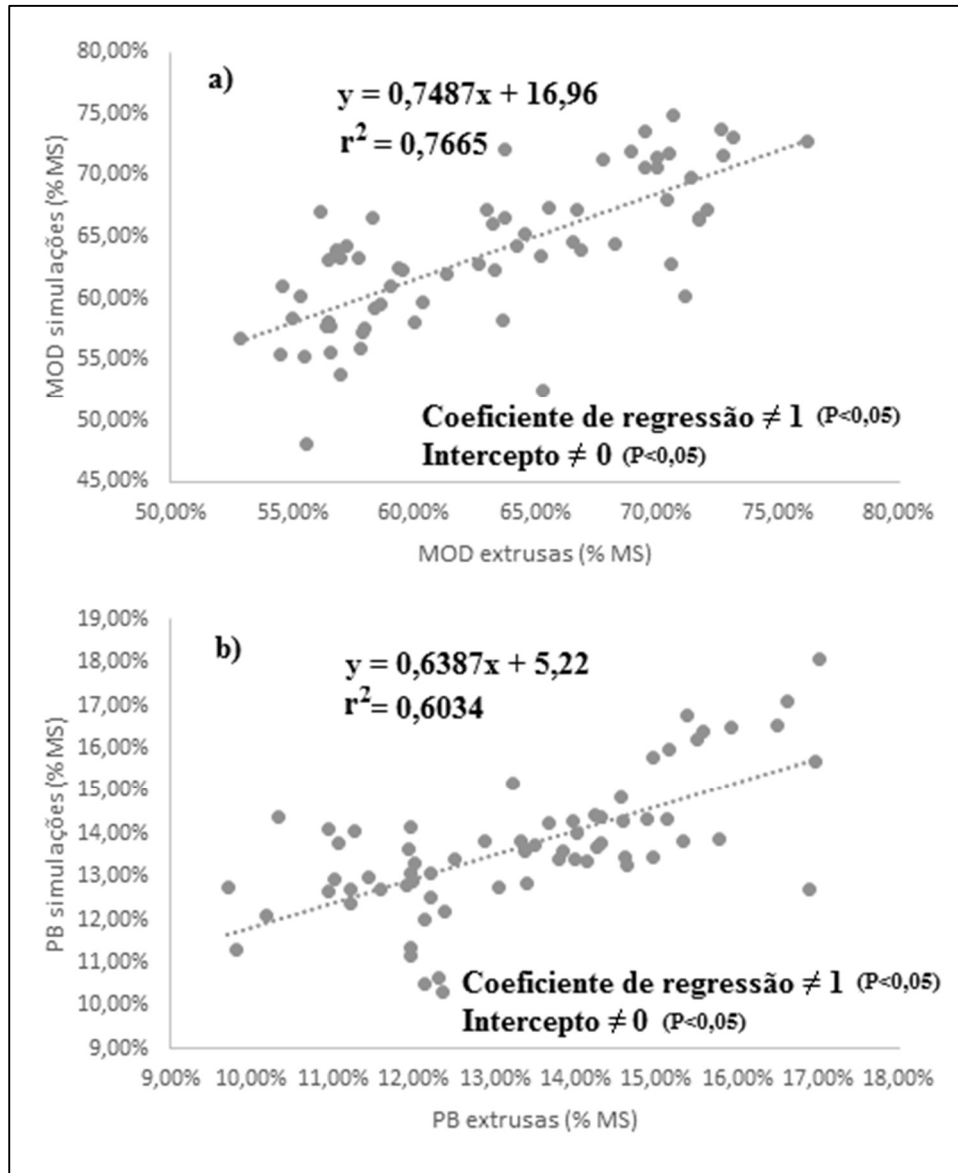 a)
y = 0,7487x + 16,96
r² = 0,7665
80,00%
75,00%
70,00%
65,00%
60,00%
55,00%
50,00%
45,00%
MOD simulações (% MS)
Coeficiente de regressão ≠ 1 (P<0,05)
Intercepto ≠ 0 (P<0,05)
50,00% 55,00% 60,00% 65,00% 70,00% 75,00% 80,00%
MOD extrusas (% MS)
b)
y = 0,6387x + 5,22
r²= 0,6034
19,00%
18,00%
17,00%
16,00%
15,00%
14,00%
13,00%
12,00%
11,00%
10,00%
9,00%
PB simulações (% MS)
Coeficiente de regressão ≠ 1 (P<0,05)
Intercepto ≠ 0 (P<0,05)
9,00% 10,00% 11,00% 12,00% 13,00% 14,00% 15,00% 16,00% 17,00% 18,00%
PB extrusas (% MS)